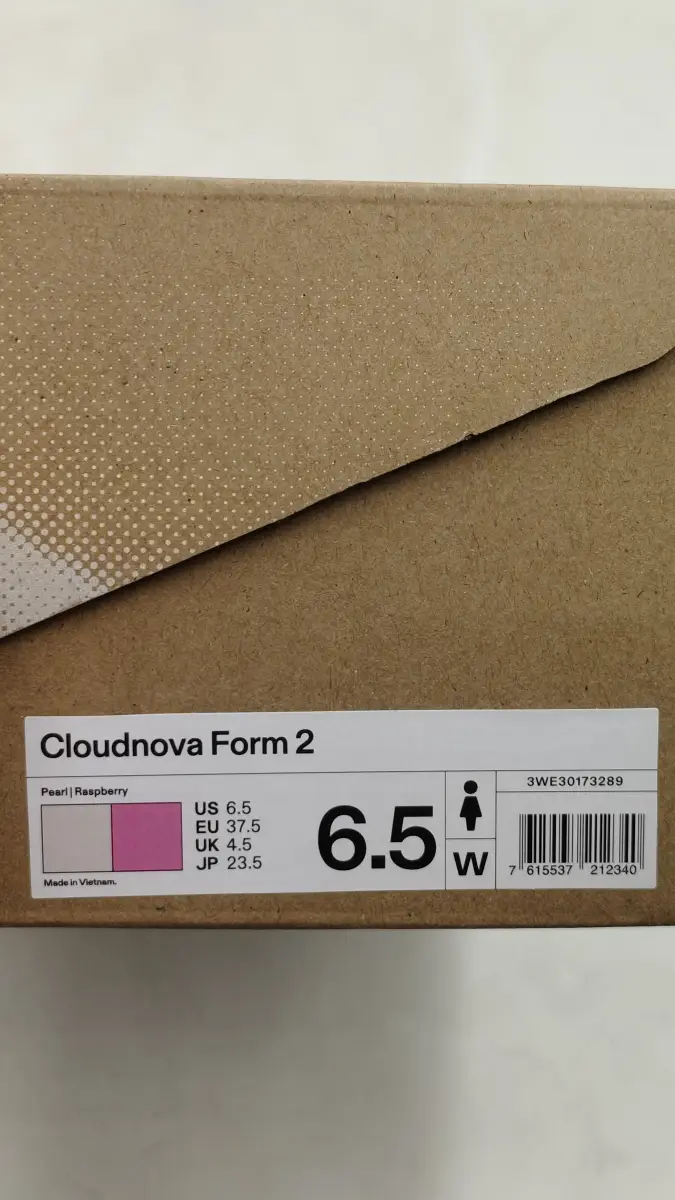 Cloudnova Form 2
Pearl | Raspberry
US 6.5
EU 37.5
UK 4.5
JP 23.5
Made in Vietnam.
6.5
W
3WE30173289
7 615537 212340